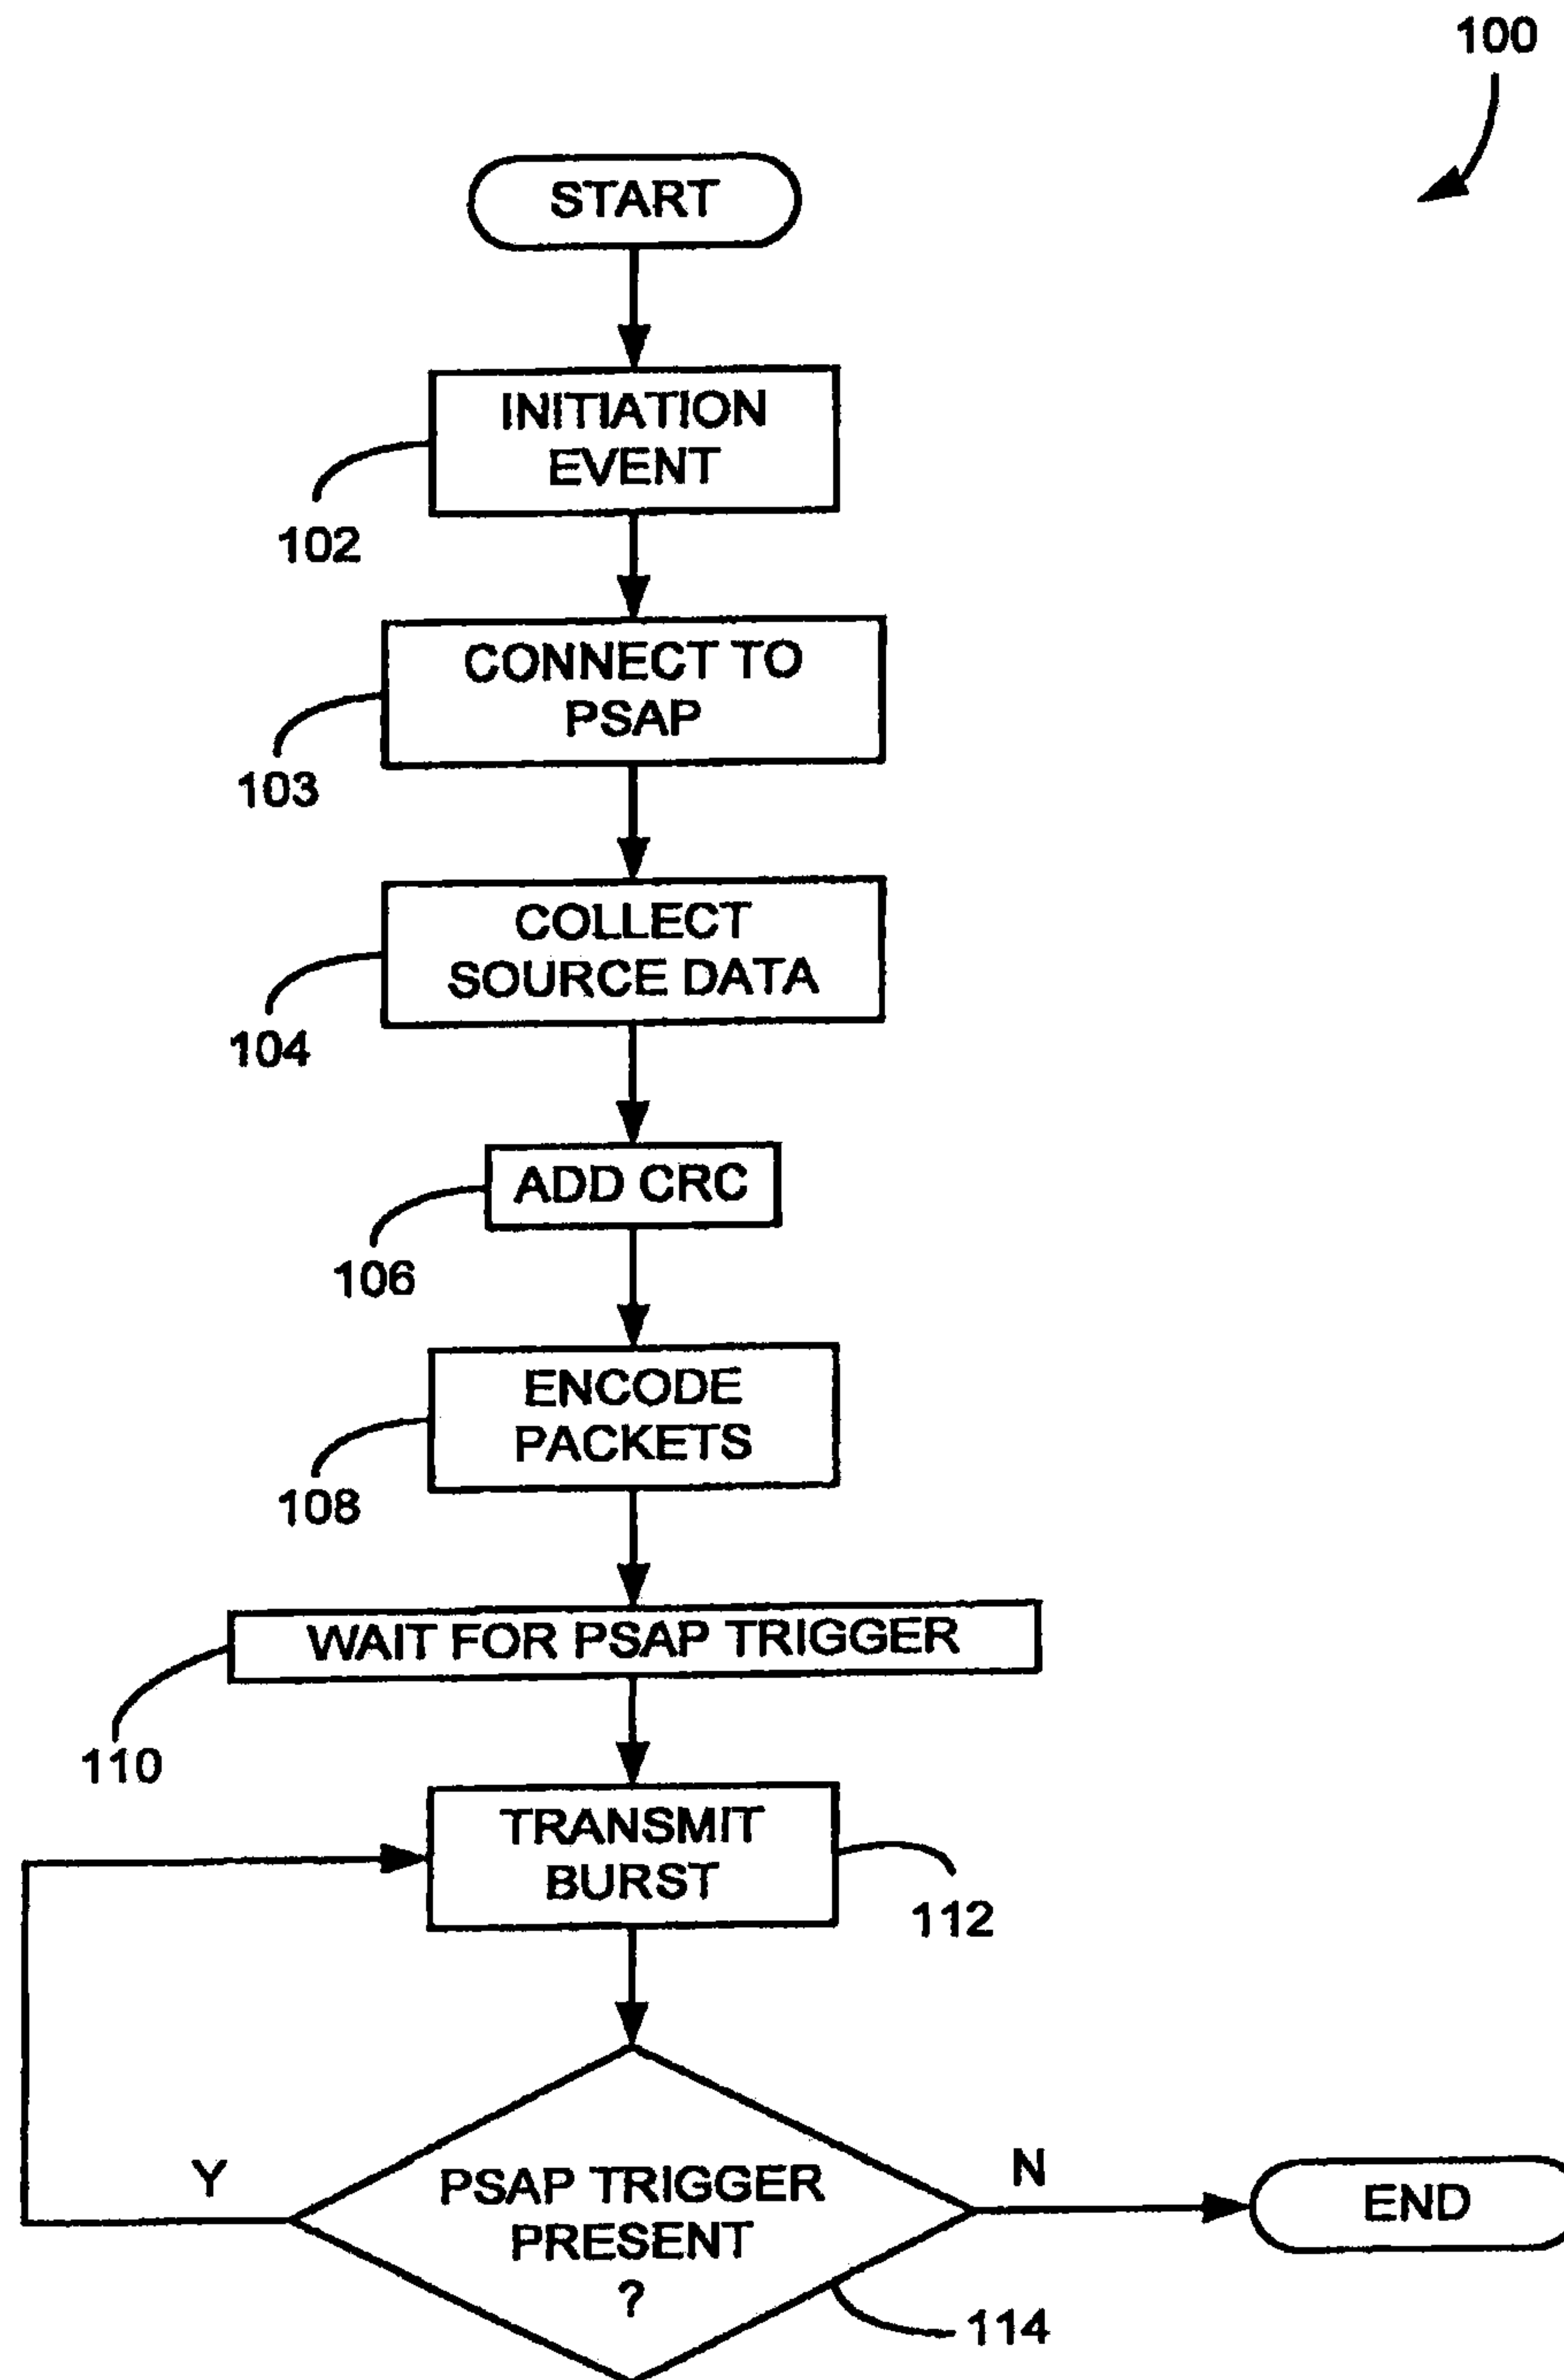 100
START
INITIATION
EVENT
102
CONNECT TO
PSAP
103
COLLECT
SOURCE DATA
104
ADD CRC
106
ENCODE
PACKETS
108
WAIT FOR PSAP TRIGGER
110
TRANSMIT
BURST
112
Y
PSAP TRIGGER
PRESENT
?
N
END
114